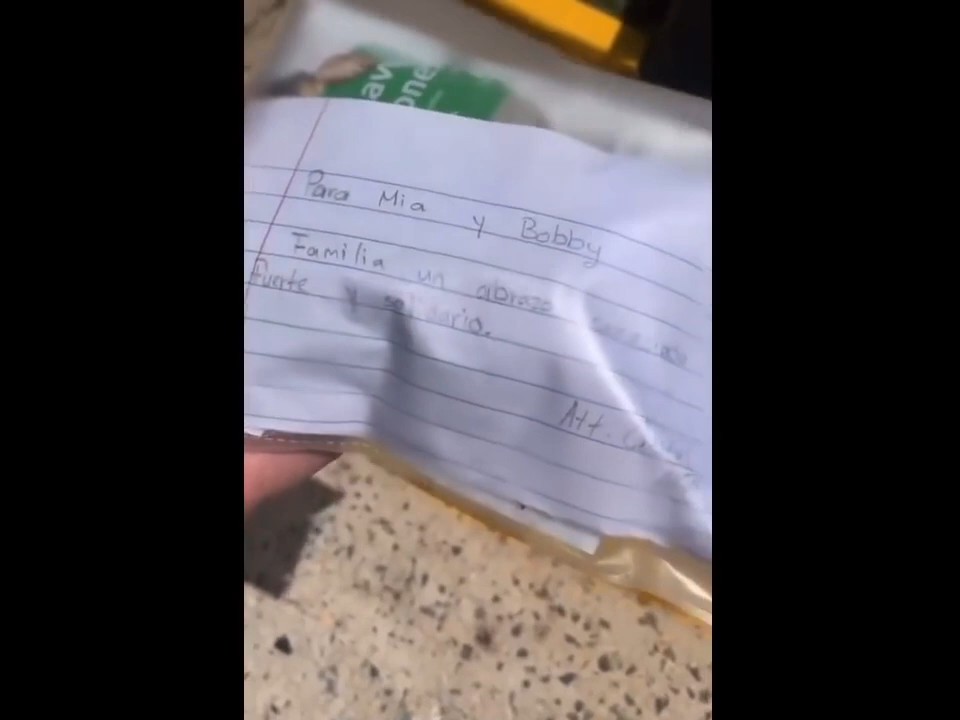 Para Mia y Bobby
Familia un abrazo
Fuerte y solidario.
Att.